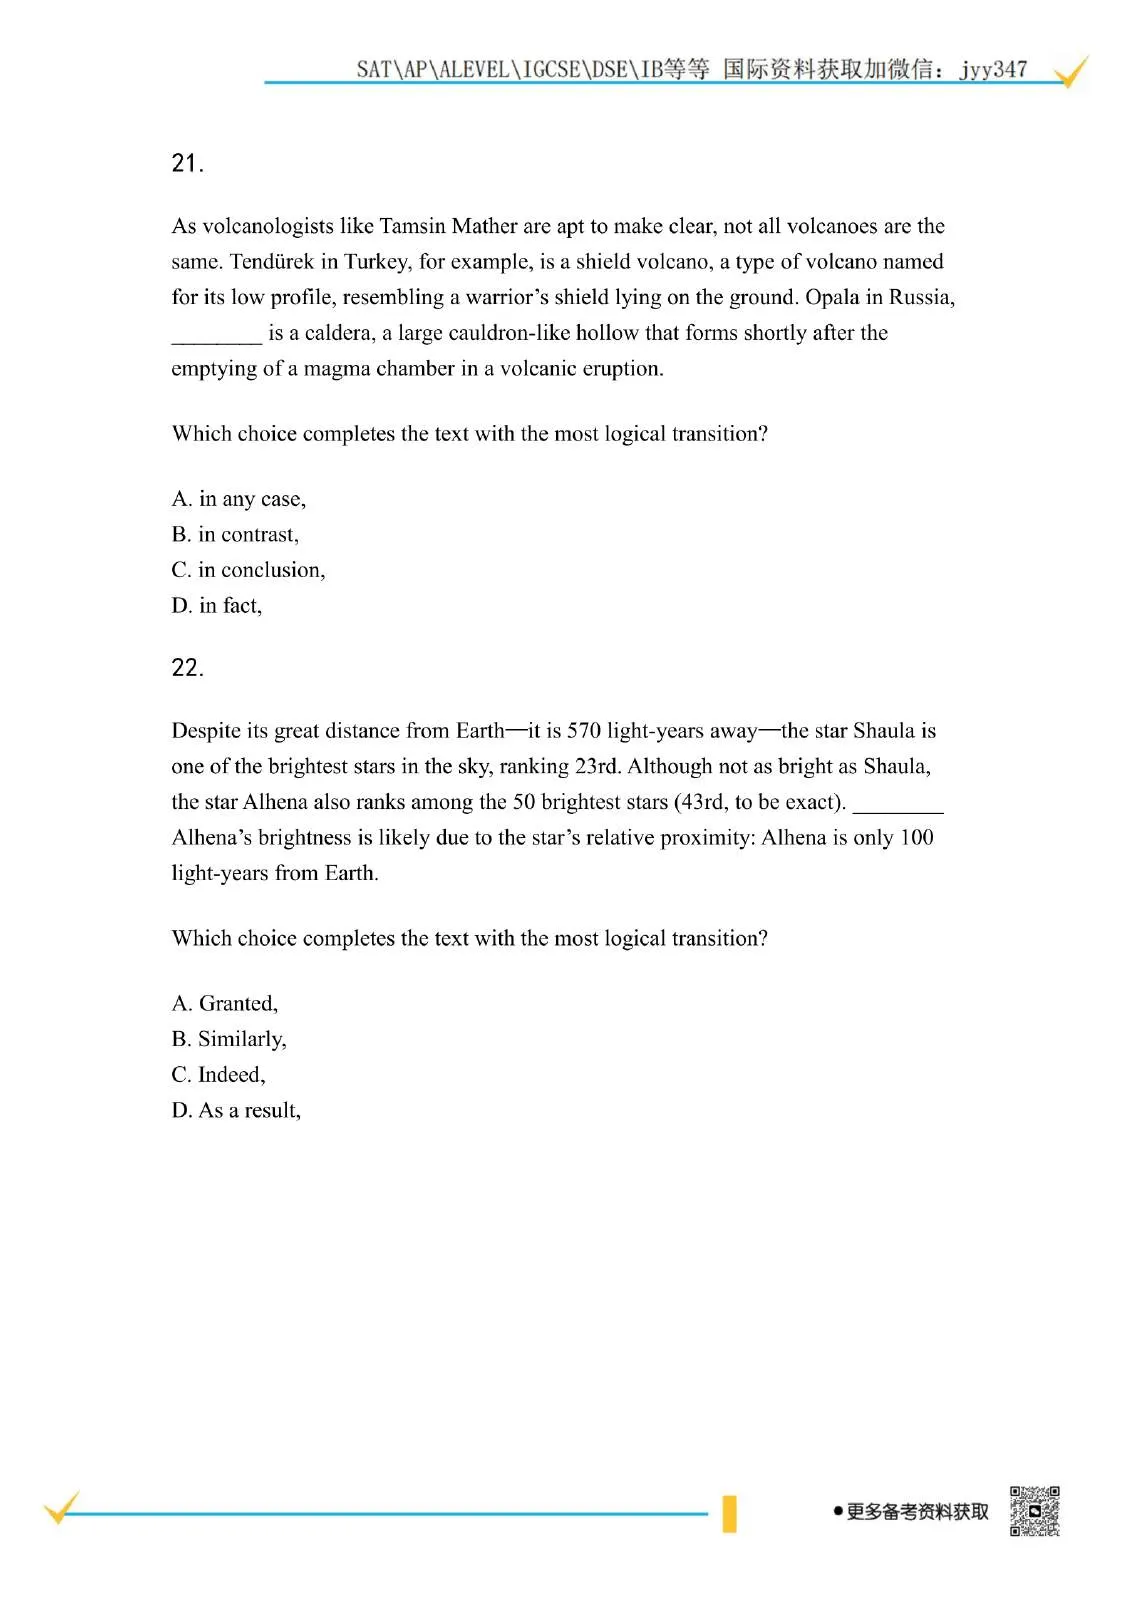 SAT\AP\ALEVEL\IGCSE\DSE\IB等等 国际资料获取加微信：jyy347
21.
As volcanologists like Tamsin Mather are apt to make clear, not all volcanoes are the
same. Tendürek in Turkey, for example, is a shield volcano, a type of volcano named
for its low profile, resembling a warrior’s shield lying on the ground. Opala in Russia,
________ is a caldera, a large cauldron-like hollow that forms shortly after the
emptying of a magma chamber in a volcanic eruption.
Which choice completes the text with the most logical transition?
A. in any case,
B. in contrast,
C. in conclusion,
D. in fact,
22.
Despite its great distance from Earth—it is 570 light-years away—the star Shaula is
one of the brightest stars in the sky, ranking 23rd. Although not as bright as Shaula,
the star Alhena also ranks among the 50 brightest stars (43rd, to be exact). ________
Alhena’s brightness is likely due to the star’s relative proximity: Alhena is only 100
light-years from Earth.
Which choice completes the text with the most logical transition?
A. Granted,
B. Similarly,
C. Indeed,
D. As a result,
●更多备考资料获取